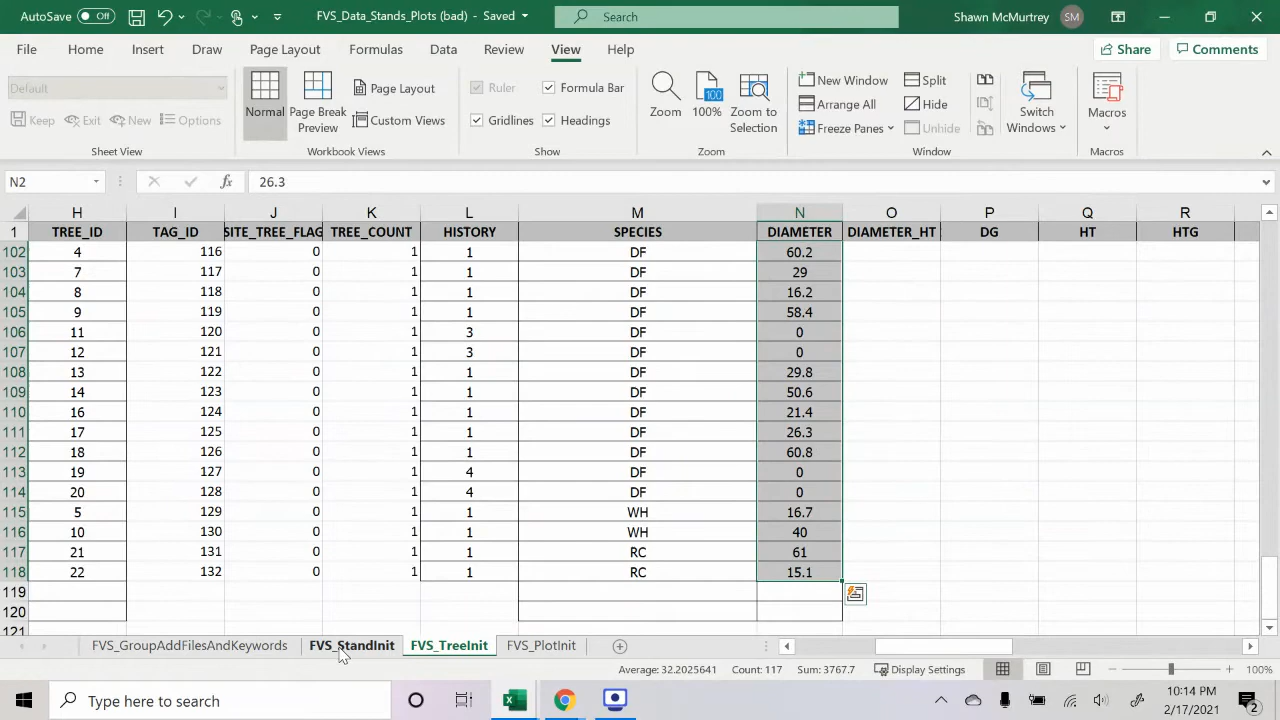 AutoSave Off FVS_Data_Stands_Plots (bad) - Saved Search Shawn McMurtrey SM
File Home Insert Draw Page Layout Formulas Data Review View Help Share Comments
Default
Keep Exit New Options
Sheet View
Normal Page Break Preview Page Layout Custom Views
Workbook Views
Ruler Formula Bar
Gridlines Headings
Show
Zoom 100% Zoom to Selection
100
Zoom
New Window Arrange All Freeze Panes Split Hide Unhide Switch Windows
Window
Macros
Macros
N2 fx 26.3
H I J K L M N O P Q R
1 TREE_ID TAG_ID SITE_TREE_FLAG TREE_COUNT HISTORY SPECIES DIAMETER DIAMETER_HT DG HT HTG
102 4 116 0 1 1 DF 60.2
103 7 117 0 1 1 DF 29
104 8 118 0 1 1 DF 16.2
105 9 119 0 1 1 DF 58.4
106 11 120 0 1 3 DF 0
107 12 121 0 1 3 DF 0
108 13 122 0 1 1 DF 29.8
109 14 123 0 1 1 DF 50.6
110 16 124 0 1 1 DF 21.4
111 17 125 0 1 1 DF 26.3
112 18 126 0 1 1 DF 60.8
113 19 127 0 1 4 DF 0
114 20 128 0 1 4 DF 0
115 5 129 0 1 1 WH 16.7
116 10 130 0 1 1 WH 40
117 21 131 0 1 1 RC 61
118 22 132 0 1 1 RC 15.1
119
120
121
FVS_GroupAddFilesAndKeywords FVS_StandInit FVS_TreeInit FVS_PlotInit
Average: 32.2025641 Count: 117 Sum: 3767.7 Display Settings 100%
Type here to search 10:14 PM
2/17/2021 2